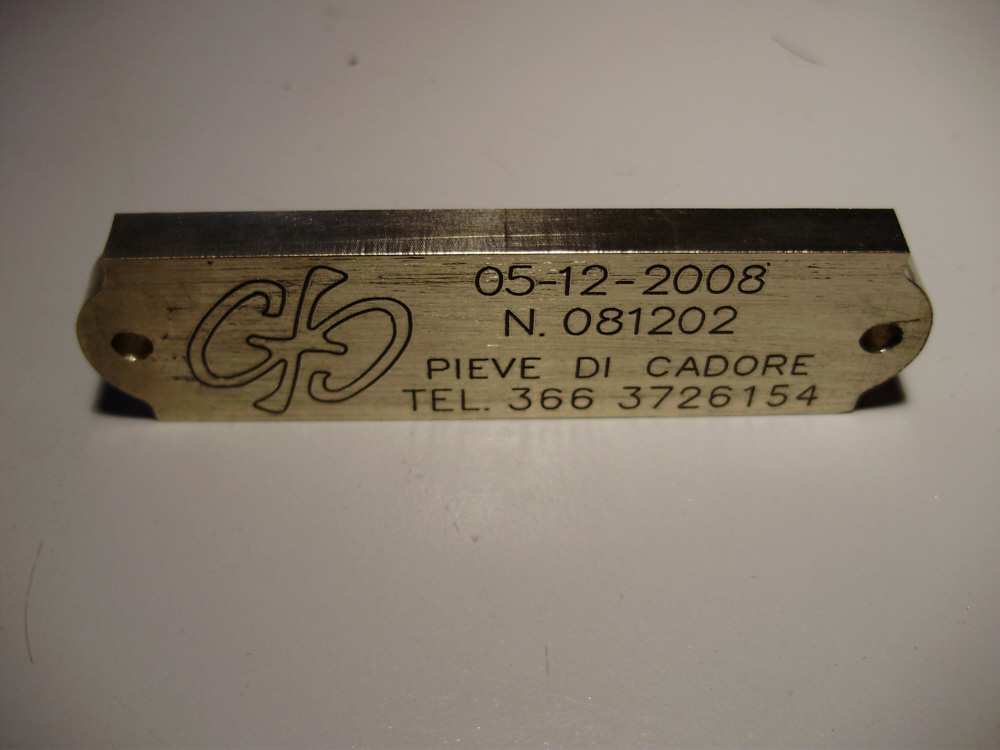 05-12-2008
N. 081202
PIEVE DI CADORE
TEL. 366 3726154